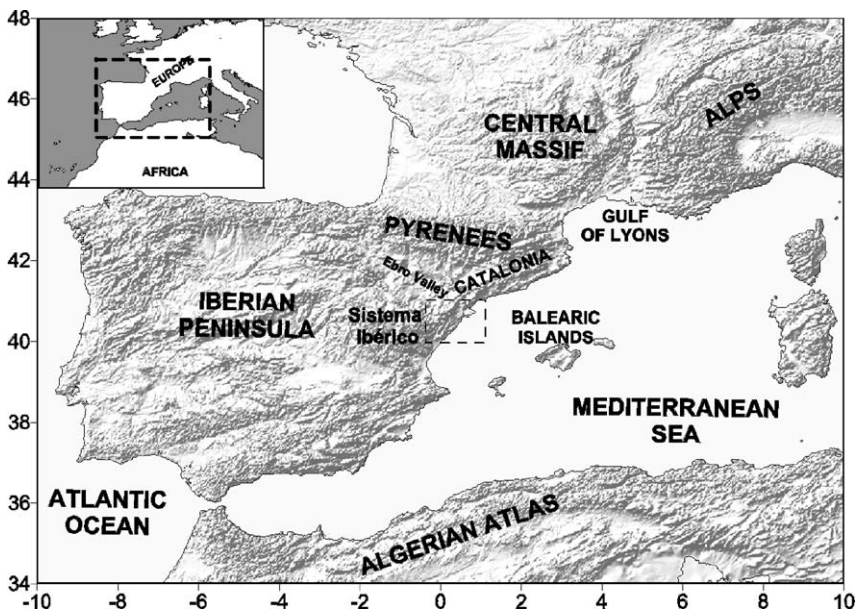 48
46
44
42
40
38
36
34
EUROPE
AFRICA
CENTRAL
MASSIF
ALPS
GULF
OF LYONS
PYRENEES
Ebro Valley
CATALONIA
IBERIAN
PENINSULA
Sistema
Ibérico
BALEARIC
ISLANDS
MEDITERRANEAN
SEA
ATLANTIC
OCEAN
ALGERIAN ATLAS
-10 -8 -6 -4 -2 0 2 4 6 8 10